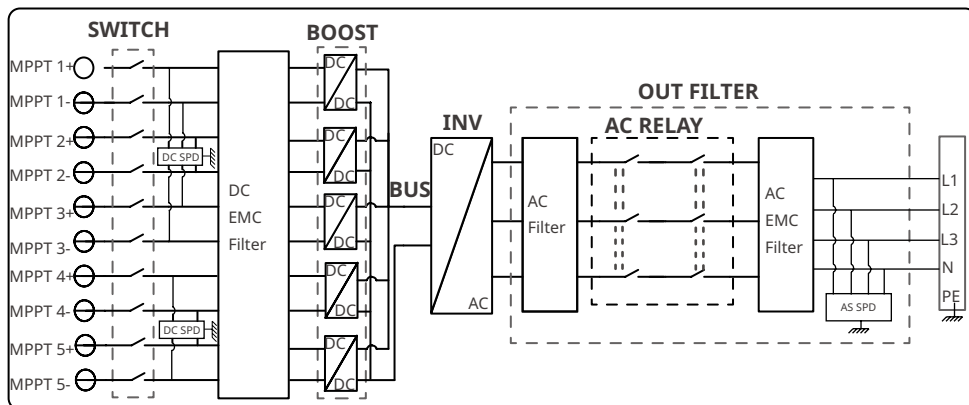 SWITCH
BOOST
MPPT 1+
MPPT 1-
MPPT 2+
MPPT 2-
MPPT 3+
MPPT 3-
MPPT 4+
MPPT 4-
MPPT 5+
MPPT 5-
DC SPD
DC SPD
DC
EMC
Filter
DC
DC
DC
DC
DC
DC
DC
DC
DC
DC
BUS
INV
DC
AC
OUT FILTER
AC RELAY
AC
Filter
AC
EMC
Filter
AS SPD
L1
L2
L3
N
PE